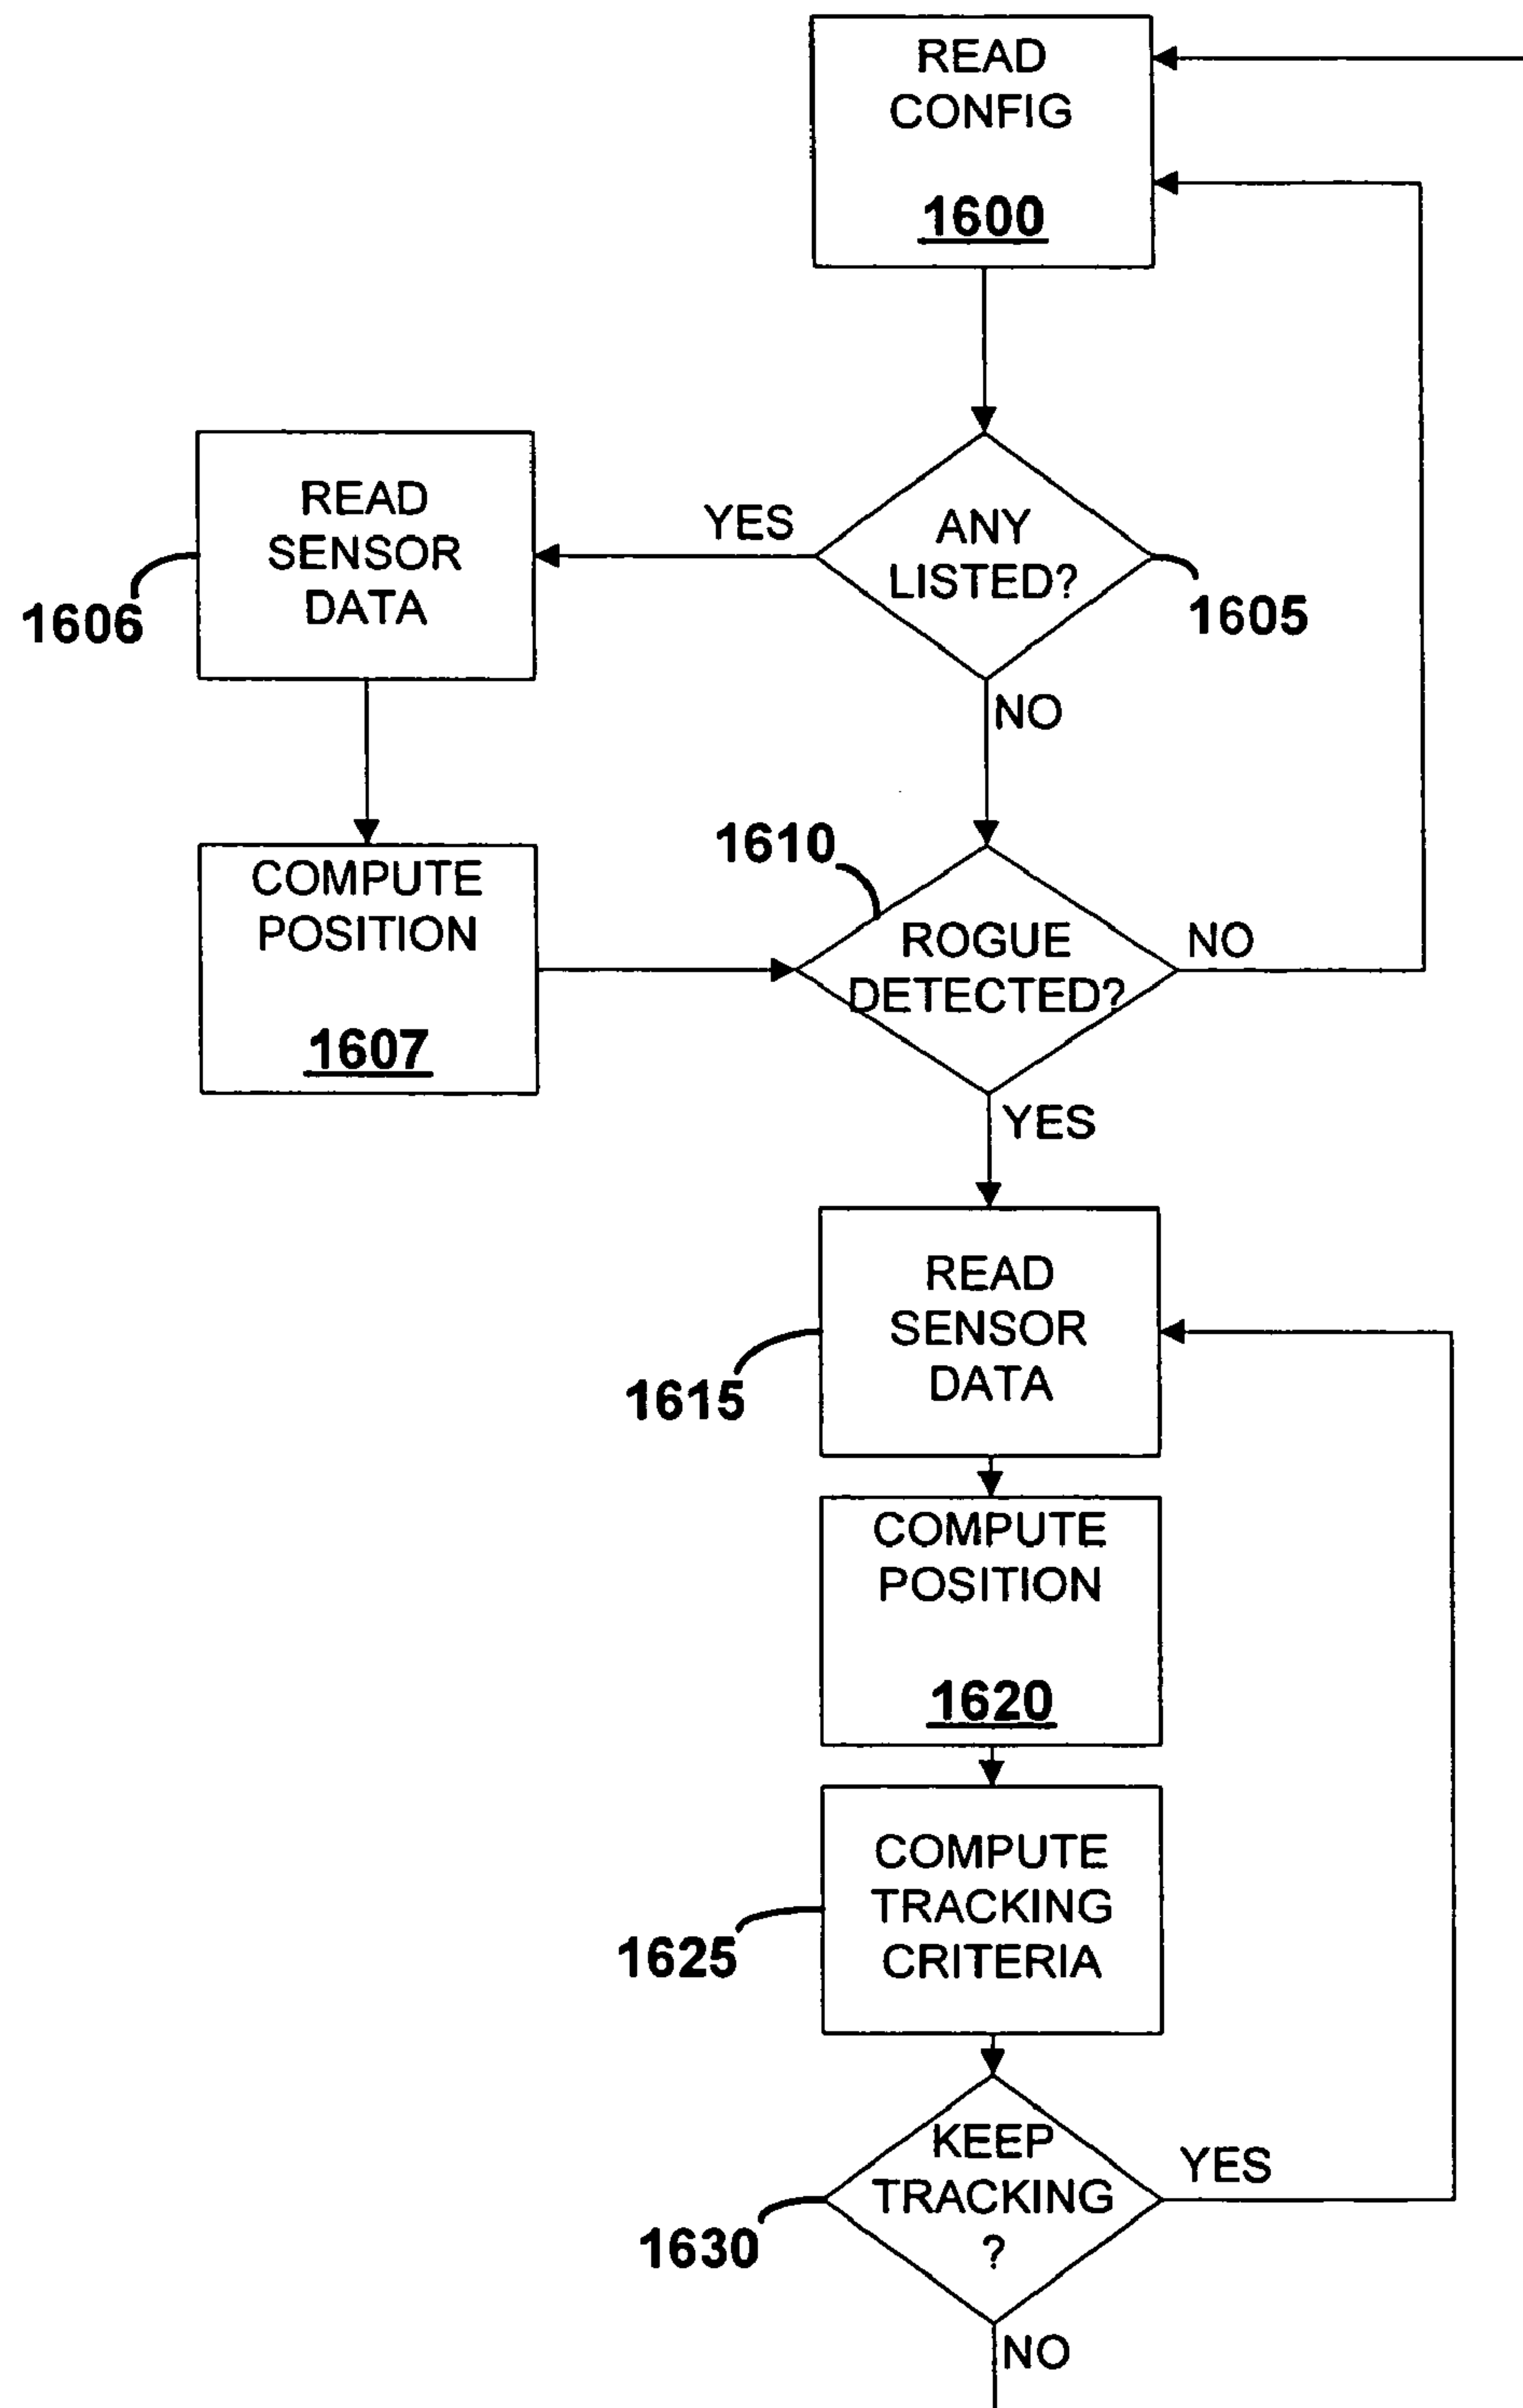 READ
CONFIG
1600
ANY
LISTED?
1605
YES
NO
READ
SENSOR
DATA
1606
COMPUTE
POSITION
1607
1610
ROGUE
DETECTED?
NO
YES
READ
SENSOR
DATA
1615
COMPUTE
POSITION
1620
COMPUTE
TRACKING
CRITERIA
1625
KEEP
TRACKING
?
YES
1630
NO